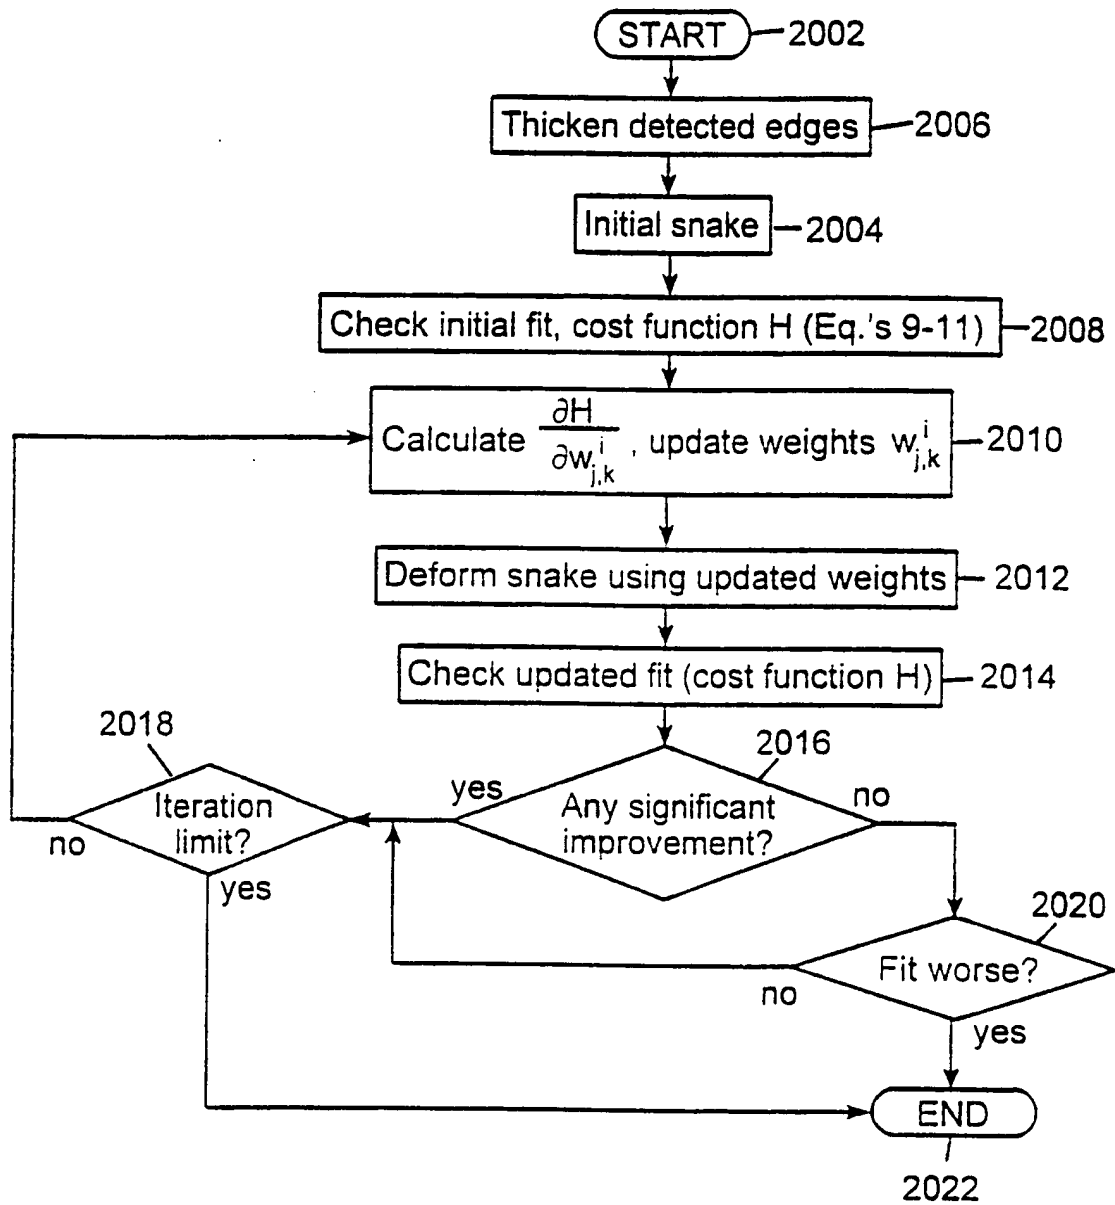 START 2002
Thicken detected edges 2006
Initial snake 2004
Check initial fit, cost function H (Eq.'s 9-11) 2008
Calculate ∂H/∂w^i_{j,k}, update weights w^i_{j,k} 2010
Deform snake using updated weights 2012
Check updated fit (cost function H) 2014
2018
2016
Iteration
limit?
yes
Any significant
improvement?
no
no
yes
2020
Fit worse?
no
yes
END
2022